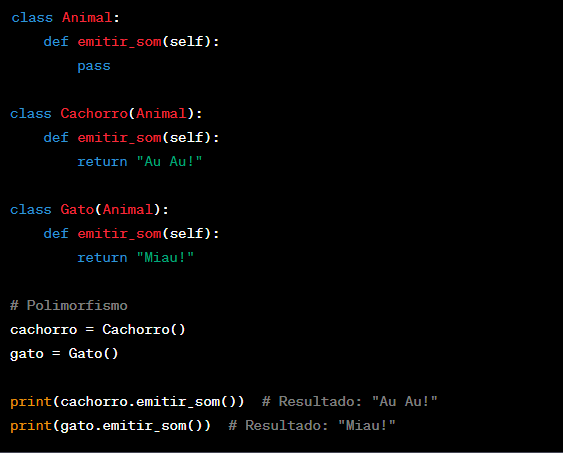 class Animal:
    def emitir_som(self):
        pass

class Cachorro(Animal):
    def emitir_som(self):
        return "Au Au!"

class Gato(Animal):
    def emitir_som(self):
        return "Miau!"

# Polimorfismo
cachorro = Cachorro()
gato = Gato()

print(cachorro.emitir_som())  # Resultado: "Au Au!"
print(gato.emitir_som())  # Resultado: "Miau!"